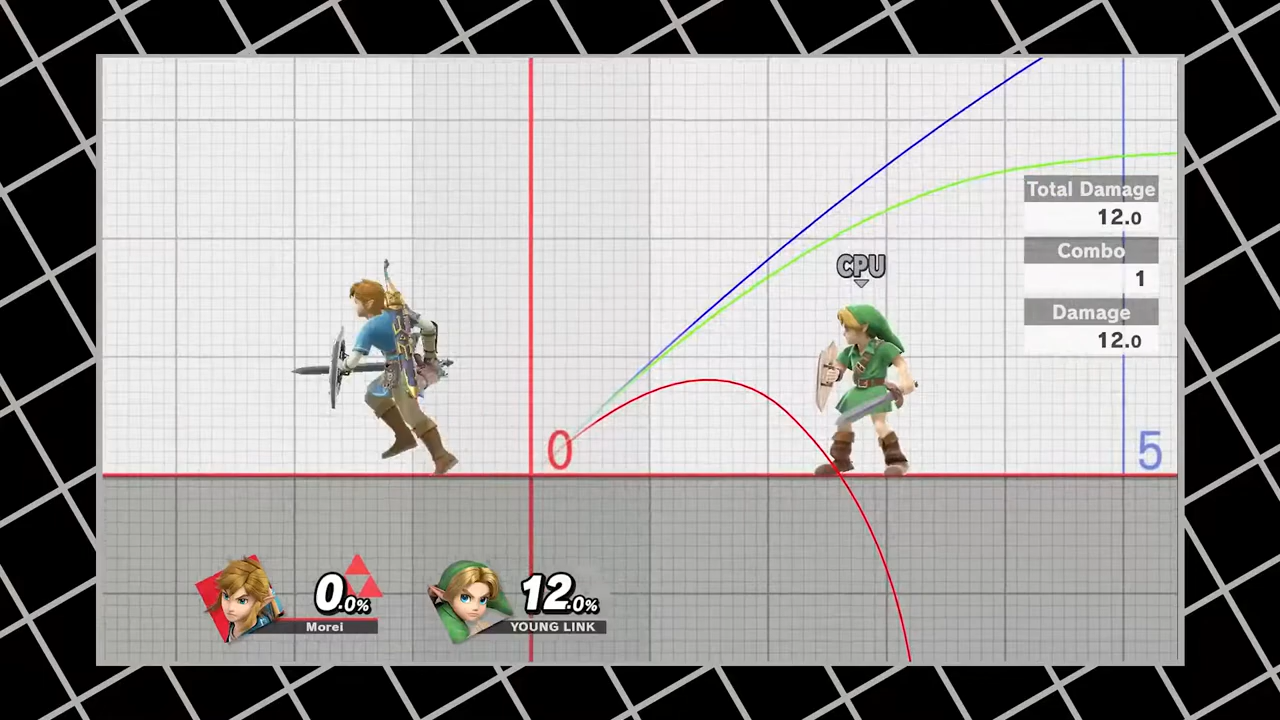 Total Damage
12.0
CPU
Combo
1
Damage
12.0
0
5
0.0%
12.0%
Morei
YOUNG LINK